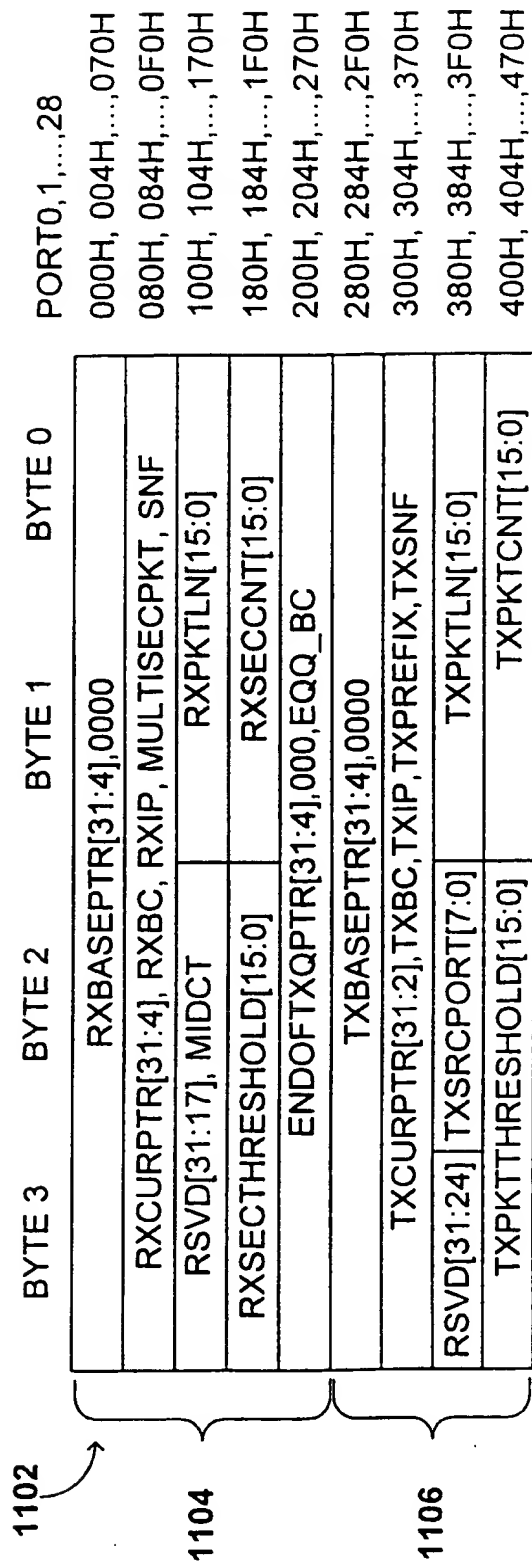 1102
BYTE 3 BYTE 2 BYTE 1 BYTE 0 PORT0,1,...,28
RXBASEPTR[31:4],0000 000H, 004H,...,070H
RXCURPTR[31:4], RXBC, RXIP, MULTISECPKT, SNF 080H, 084H,...,0F0H
RSVD[31:17], MIDCT RXPKTLN[15:0] 100H, 104H,...,170H
1104
RXSECTHRESHOLD[15:0] RXSECCNT[15:0] 180H, 184H,...,1F0H
ENDOFTXQPTR[31:4],000,EQQ_BC 200H, 204H,...,270H
TXBASEPTR[31:4],0000 280H, 284H,...,2F0H
TXCURPTR[31:2],TXBC,TXIP,TXPREFIX,TXSNF 300H, 304H,...,370H
1106
RSVD[31:24] TXSRCPORT[7:0] TXPKTLN[15:0] 380H, 384H,...,3F0H
TXPKTTHRESHOLD[15:0] TXPKTCNT[15:0] 400H, 404H,...,470H